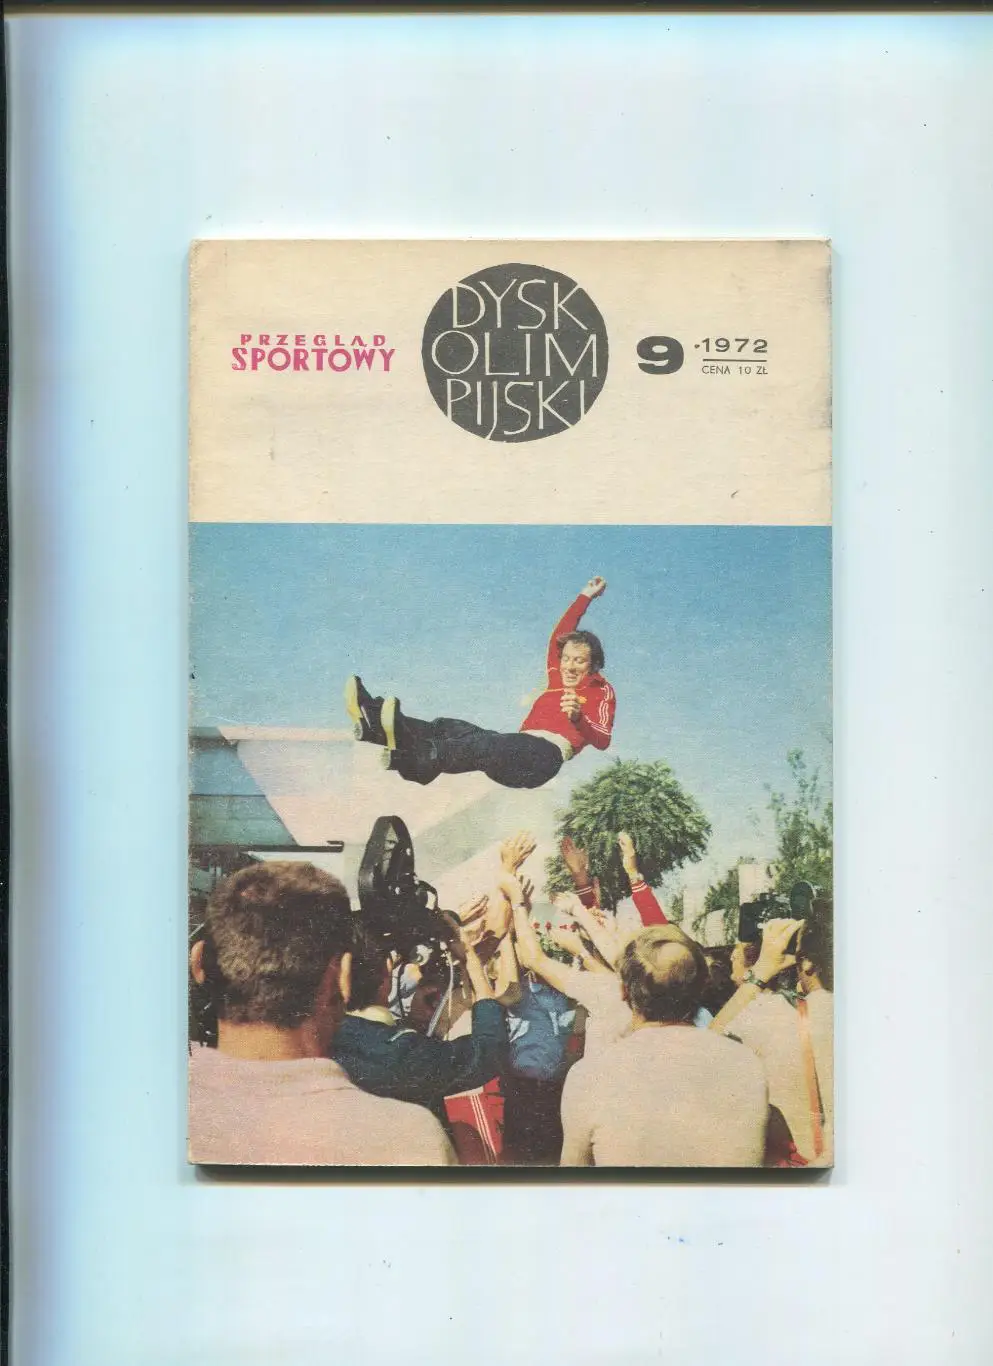 PRZEGLĄD
SPORTOWY
DYSK
OLIM
PIJSKI
9 • 1972
CENA 10 ZŁ